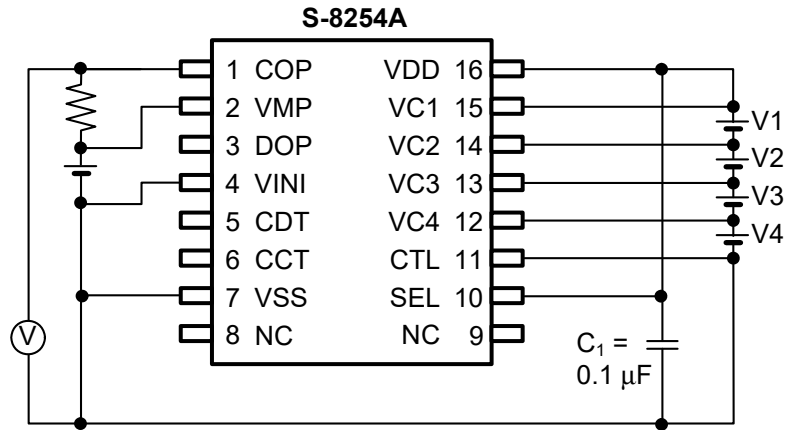 S-8254A
1 COP VDD 16
2 VMP VC1 15
V1
3 DOP VC2 14
V2
4 VINI VC3 13
V3
5 CDT VC4 12
V4
6 CCT CTL 11
7 VSS SEL 10
8 NC NC 9
V
C₁ =
0.1 µF